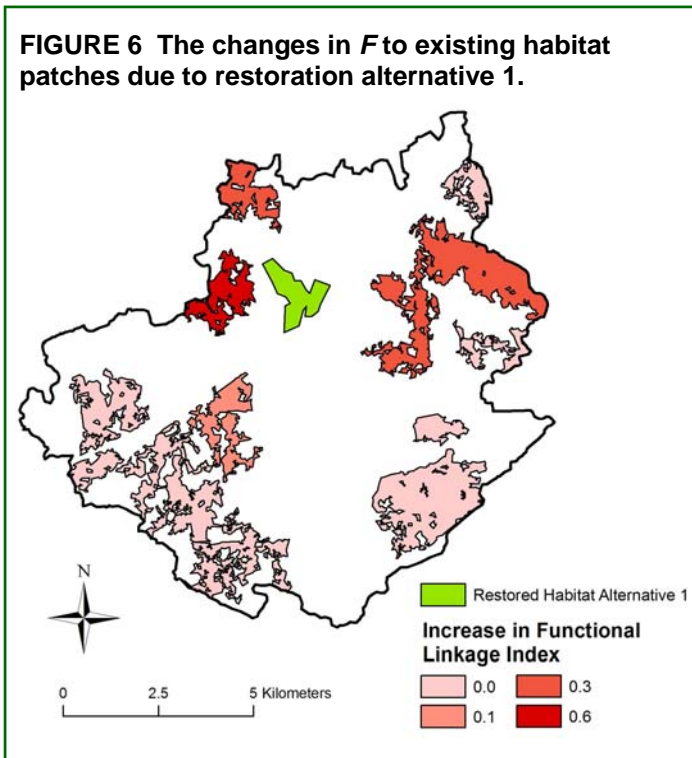 FIGURE 6 The changes in F to existing habitat
patches due to restoration alternative 1.
N
0 2.5 5 Kilometers
Restored Habitat Alternative 1
Increase in Functional
Linkage Index
0.0 0.3
0.1 0.6